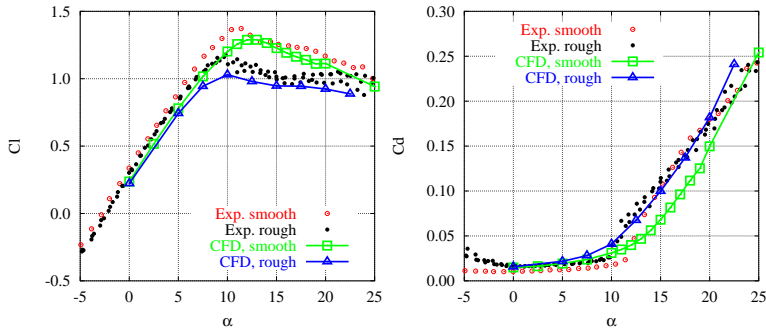 1.5
1.0
0.5
0.0
-0.5
Cl
-5 0 5 10 15 20 25
α
Exp. smooth
Exp. rough
CFD, smooth
CFD, rough
0.30
0.25
0.20
0.15
0.10
0.05
0.00
Cd
-5 0 5 10 15 20 25
α
Exp. smooth
Exp. rough
CFD, smooth
CFD, rough